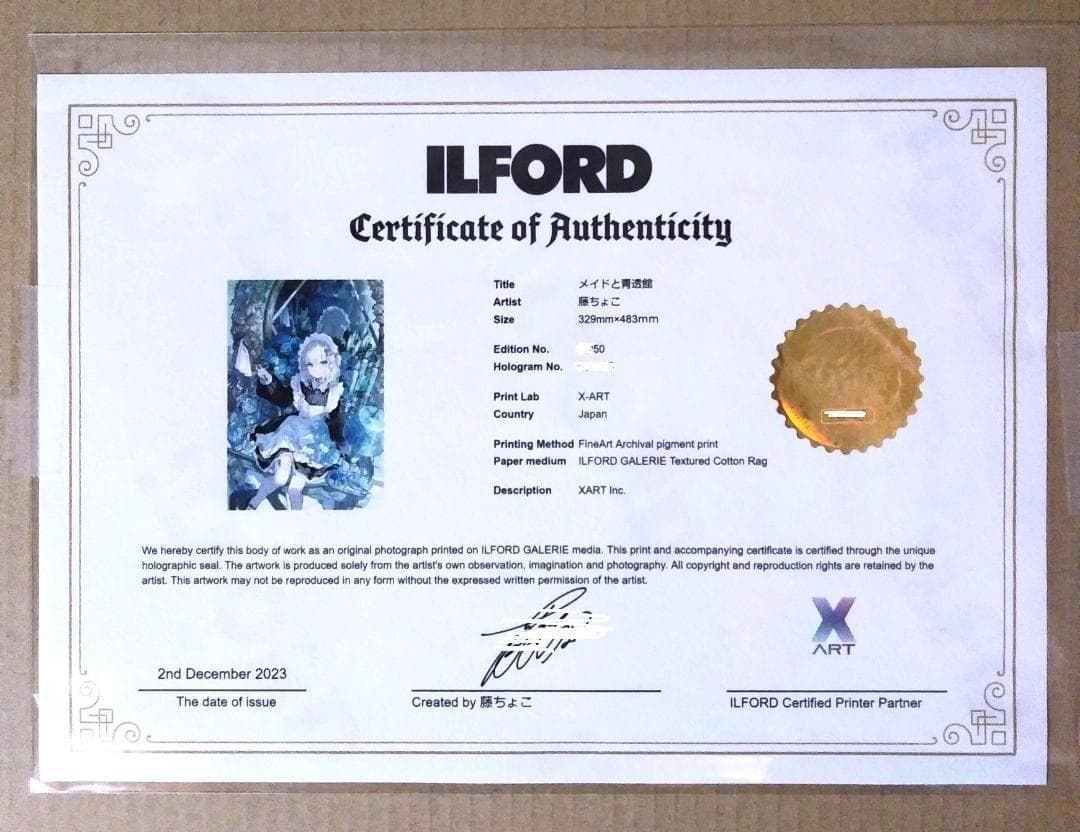 ILFORD
Certificate of Authenticity
Title メイドと青透館
Artist 藤ちょこ
Size 329mm×483mm
Edition No. 50
Hologram No.
Print Lab X-ART
Country Japan
Printing Method FineArt Archival pigment print
Paper medium ILFORD GALERIE Textured Cotton Rag
Description XART Inc.
We hereby certify this body of work as an original photograph printed on ILFORD GALERIE media. This print and accompanying certificate is certified through the unique
holographic seal. The artwork is produced solely from the artist's own observation, imagination and photography. All copyright and reproduction rights are retained by the
artist. This artwork may not be reproduced in any form without the expressed written permission of the artist.
X
ART
2nd December 2023
The date of issue
Created by 藤ちょこ
ILFORD Certified Printer Partner